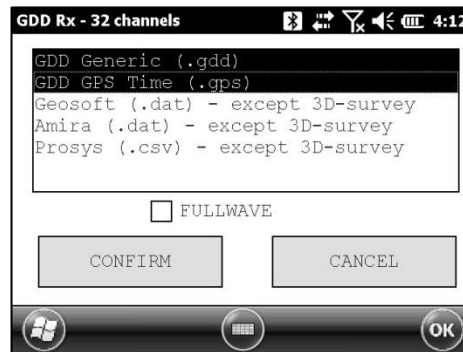 GDD Rx - 32 channels 4:12
GDD Generic (.gdd)
GDD GPS Time (.gps)
Geosoft (.dat) - except 3D-survey
Amira (.dat) - except 3D-survey
Prosys (.csv) - except 3D-survey
FULLWAVE
CONFIRM CANCEL
OK